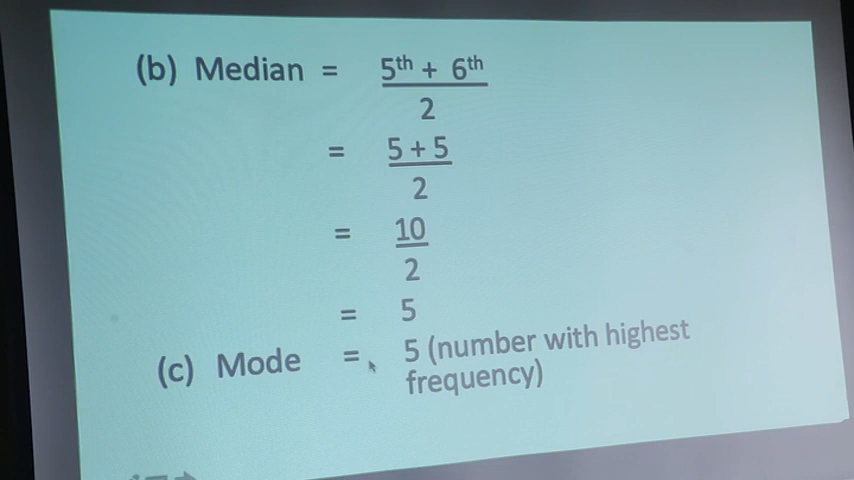 (b) Median = 5th + 6th
2
= 5 + 5
2
= 10
2
= 5
(c) Mode = 5 (number with highest
frequency)